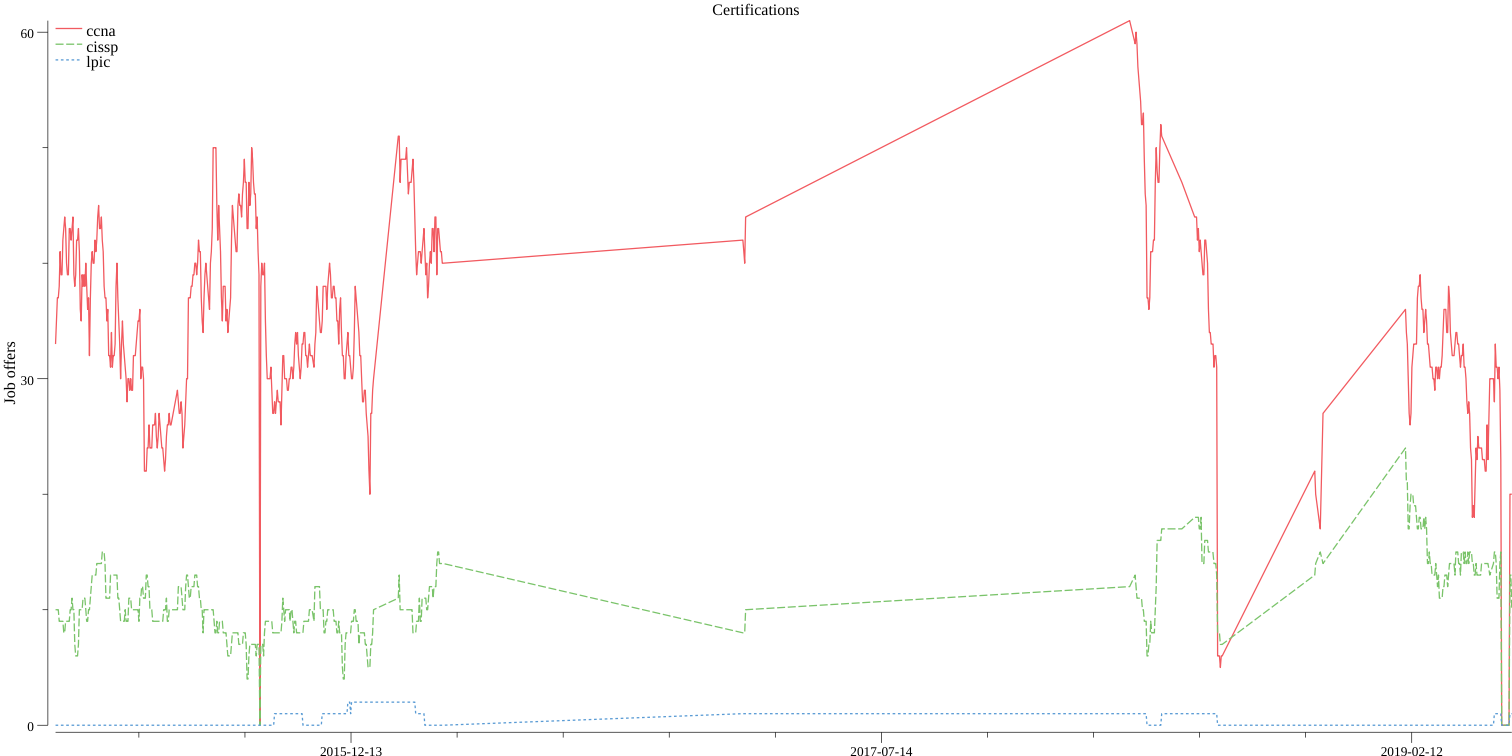 Certifications
60
ccna
cissp
lpic
Job offers
30
0
2015-12-13
2017-07-14
2019-02-12